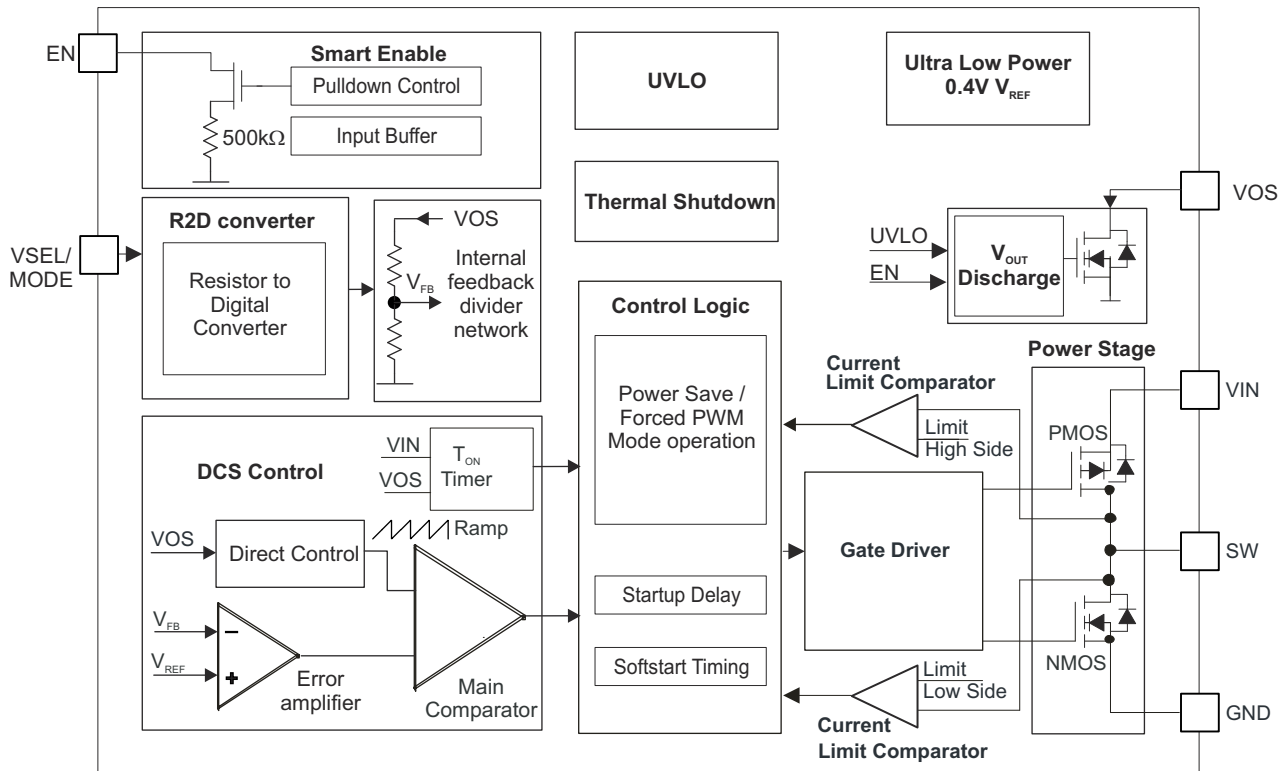 EN
Smart Enable
Pulldown Control
500kΩ
Input Buffer
UVLO
Ultra Low Power
0.4V VREF
Thermal Shutdown
VOS
VSEL/
MODE
R2D converter
Resistor to
Digital
Converter
VOS
VFB
Internal
feedback
divider
network
UVLO
EN
VOUT
Discharge
Control Logic
Power Save /
Forced PWM
Mode operation
Startup Delay
Softstart Timing
Current
Limit Comparator
Limit
High Side
Power Stage
VIN
PMOS
Gate Driver
SW
NMOS
Limit
Low Side
Current
Limit Comparator
GND
DCS Control
VIN
VOS
TON
Timer
Ramp
VOS
Direct Control
VFB
–
VREF
+
Error
amplifier
Main
Comparator